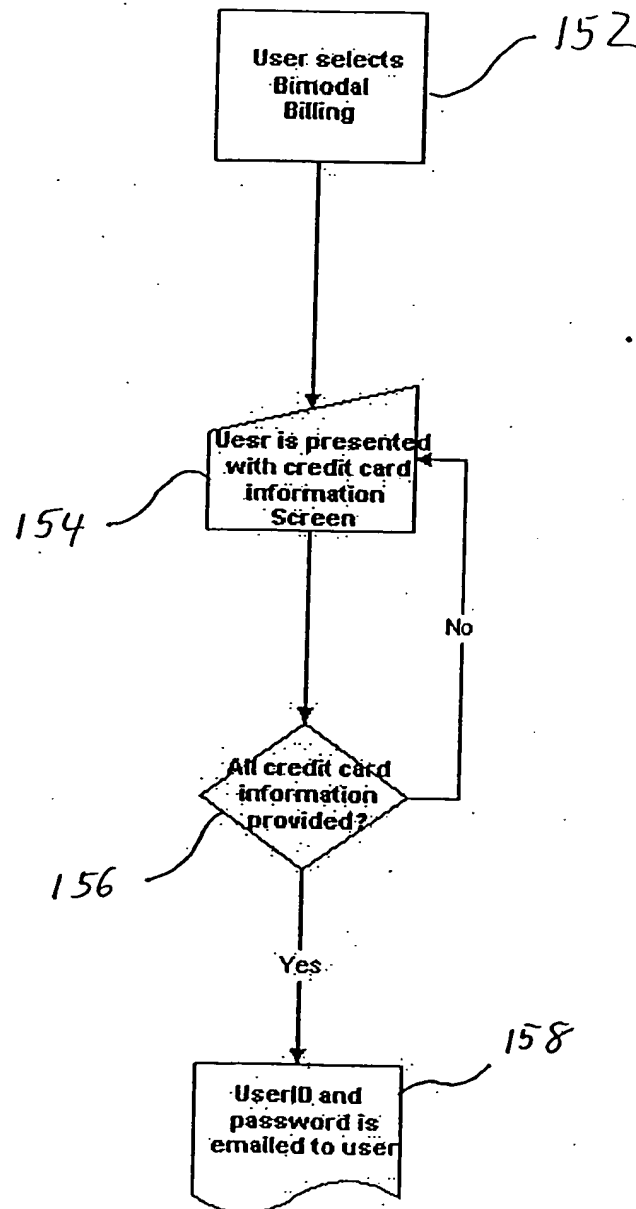 User selects
Bimodal
Billing
152
Uesr is presented
with credit card
information
Screen
154
No
All credit card
information
provided?
156
Yes
158
UserID and
password is
emailed to user